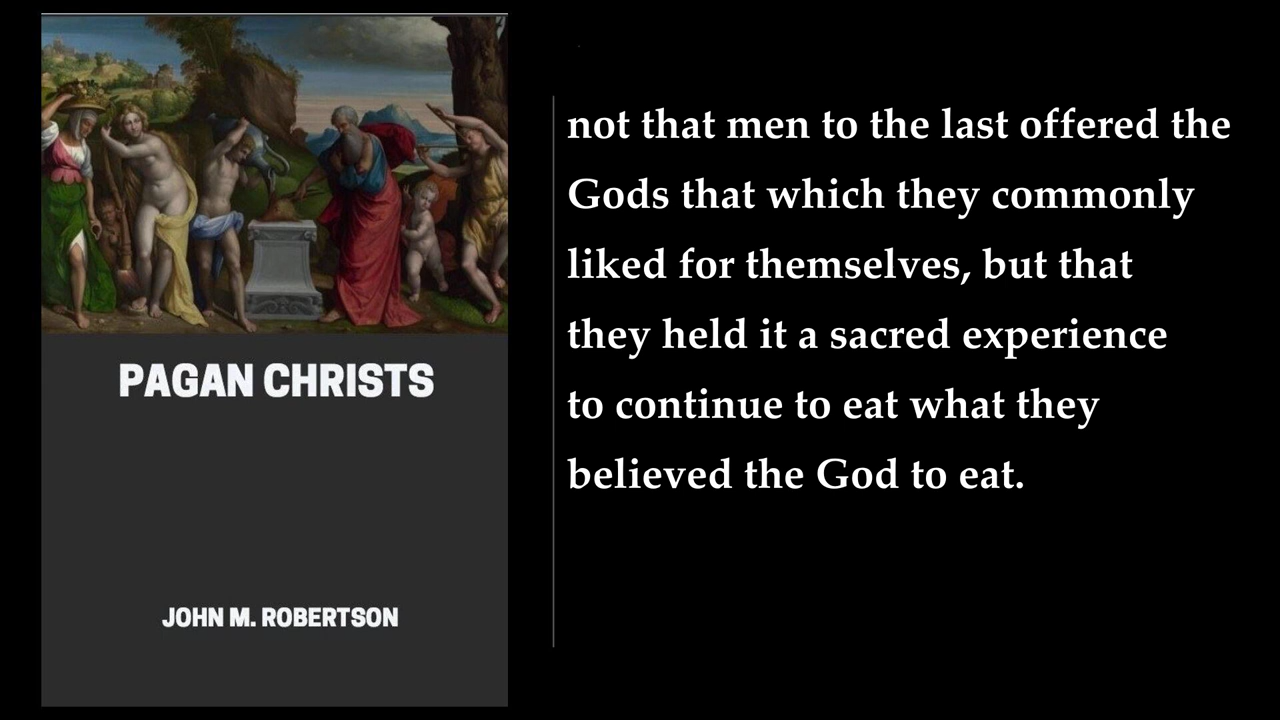 PAGAN CHRISTS
JOHN M. ROBERTSON
not that men to the last offered the
Gods that which they commonly
liked for themselves, but that
they held it a sacred experience
to continue to eat what they
believed the God to eat.